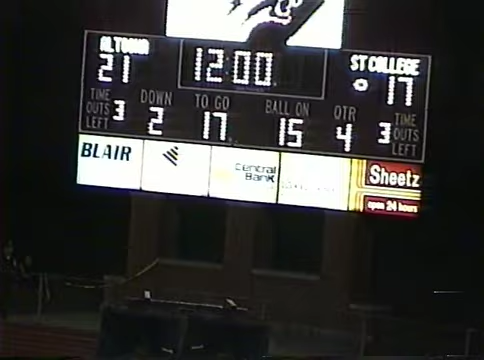 ALTOONA 12:00 ST COLLEGE
21 17
TIME OUTS LEFT 3 DOWN 2 TO GO 17 BALL ON 15 QTR 4 3 TIME OUTS LEFT
BLAIR Central Bank Sheetz
open 24 hours